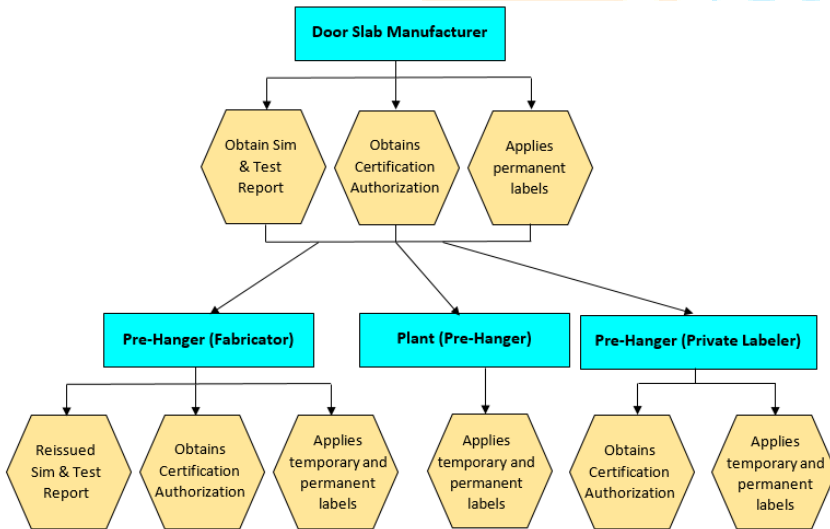 Door Slab Manufacturer
Obtain Sim
& Test
Report
Obtains
Certification
Authorization
Applies
permanent
labels
Pre-Hanger (Fabricator)
Plant (Pre-Hanger)
Pre-Hanger (Private Labeler)
Reissued
Sim & Test
Report
Obtains
Certification
Authorization
Applies
temporary and
permanent
labels
Applies
temporary and
permanent
labels
Obtains
Certification
Authorization
Applies
temporary and
permanent
labels